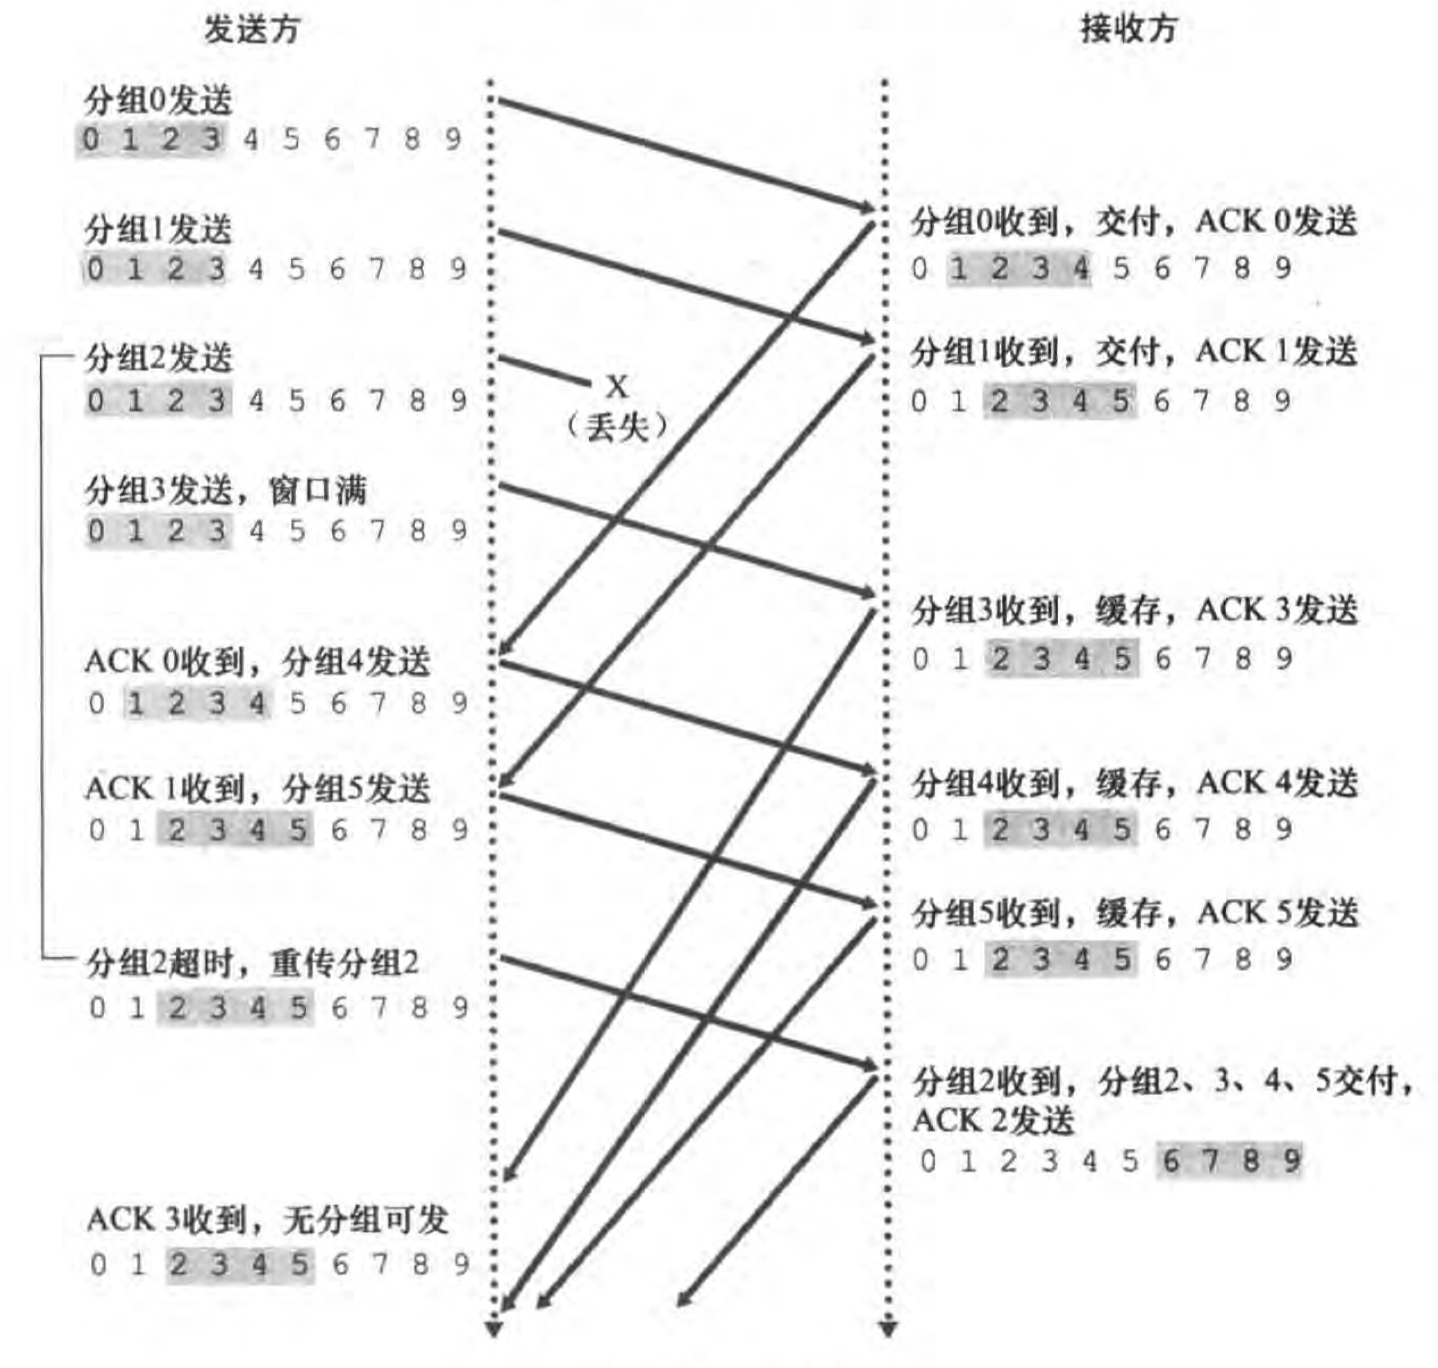 发送方
接收方
分组0发送
0 1 2 3 4 5 6 7 8 9
分组0收到，交付，ACK 0发送
0 1 2 3 4 5 6 7 8 9
分组1发送
0 1 2 3 4 5 6 7 8 9
分组1收到，交付，ACK 1发送
0 1 2 3 4 5 6 7 8 9
分组2发送
0 1 2 3 4 5 6 7 8 9
X
（丢失）
分组3发送，窗口满
0 1 2 3 4 5 6 7 8 9
分组3收到，缓存，ACK 3发送
0 1 2 3 4 5 6 7 8 9
ACK 0收到，分组4发送
0 1 2 3 4 5 6 7 8 9
分组4收到，缓存，ACK 4发送
0 1 2 3 4 5 6 7 8 9
ACK 1收到，分组5发送
0 1 2 3 4 5 6 7 8 9
分组5收到，缓存，ACK 5发送
0 1 2 3 4 5 6 7 8 9
分组2超时，重传分组2
0 1 2 3 4 5 6 7 8 9
分组2收到，分组2、3、4、5交付，
ACK 2发送
0 1 2 3 4 5 6 7 8 9
ACK 3收到，无分组可发
0 1 2 3 4 5 6 7 8 9